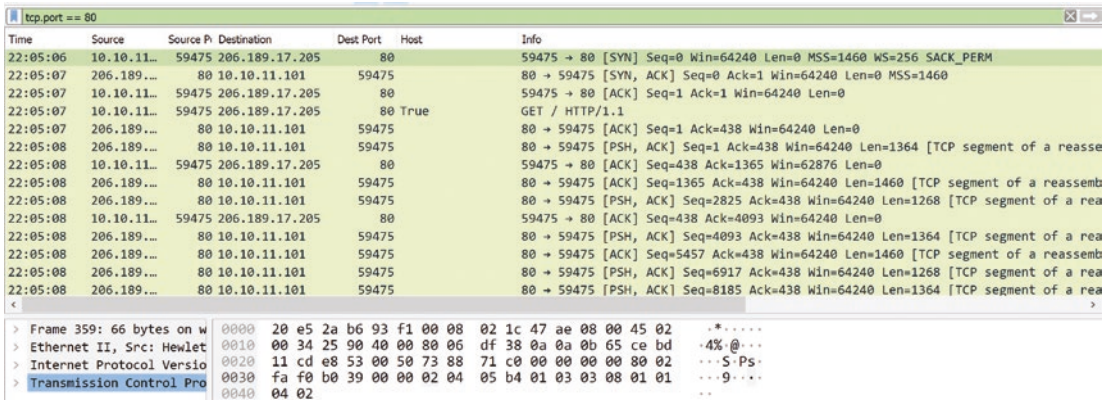 tcp.port == 80
Time Source Source P Destination Dest Port Host Info
22:05:06 10.10.11… 59475 206.189.17.205 80 59475 → 80 [SYN] Seq=0 Win=64240 Len=0 MSS=1460 WS=256 SACK_PERM
22:05:07 206.189.… 80 10.10.11.101 59475 80 → 59475 [SYN, ACK] Seq=0 Ack=1 Win=64240 Len=0 MSS=1460
22:05:07 10.10.11… 59475 206.189.17.205 80 59475 → 80 [ACK] Seq=1 Ack=1 Win=64240 Len=0
22:05:07 10.10.11… 59475 206.189.17.205 80 True GET / HTTP/1.1
22:05:07 206.189.… 80 10.10.11.101 59475 80 → 59475 [ACK] Seq=1 Ack=438 Win=64240 Len=0
22:05:08 206.189.… 80 10.10.11.101 59475 80 → 59475 [PSH, ACK] Seq=1 Ack=438 Win=64240 Len=1364 [TCP segment of a reasse
22:05:08 10.10.11… 59475 206.189.17.205 80 59475 → 80 [ACK] Seq=438 Ack=1365 Win=62876 Len=0
22:05:08 206.189.… 80 10.10.11.101 59475 80 → 59475 [ACK] Seq=1365 Ack=438 Win=64240 Len=1460 [TCP segment of a reassemb
22:05:08 206.189.… 80 10.10.11.101 59475 80 → 59475 [PSH, ACK] Seq=2825 Ack=438 Win=64240 Len=1268 [TCP segment of a rea
22:05:08 10.10.11… 59475 206.189.17.205 80 59475 → 80 [ACK] Seq=438 Ack=4093 Win=64240 Len=0
22:05:08 206.189.… 80 10.10.11.101 59475 80 → 59475 [PSH, ACK] Seq=4093 Ack=438 Win=64240 Len=1364 [TCP segment of a rea
22:05:08 206.189.… 80 10.10.11.101 59475 80 → 59475 [ACK] Seq=5457 Ack=438 Win=64240 Len=1460 [TCP segment of a reassemb
22:05:08 206.189.… 80 10.10.11.101 59475 80 → 59475 [PSH, ACK] Seq=6917 Ack=438 Win=64240 Len=1268 [TCP segment of a rea
22:05:08 206.189.… 80 10.10.11.101 59475 80 → 59475 [PSH, ACK] Seq=8185 Ack=438 Win=64240 Len=1364 [TCP segment of a rea
Frame 359: 66 bytes on w
Ethernet II, Src: Hewlet
Internet Protocol Versio
Transmission Control Pro
0000 20 e5 2a b6 93 f1 00 08 02 1c 47 ae 08 00 45 02 ·*·····
0010 00 34 25 90 40 00 80 06 df 38 0a 0a 0b 65 ce bd ·4%·@···
0020 11 cd e8 53 00 50 73 88 71 c0 00 00 00 00 80 02 ···S·Ps·
0030 fa f0 b0 39 00 00 02 04 05 b4 01 03 03 08 01 01 ···9····
0040 04 02 ··